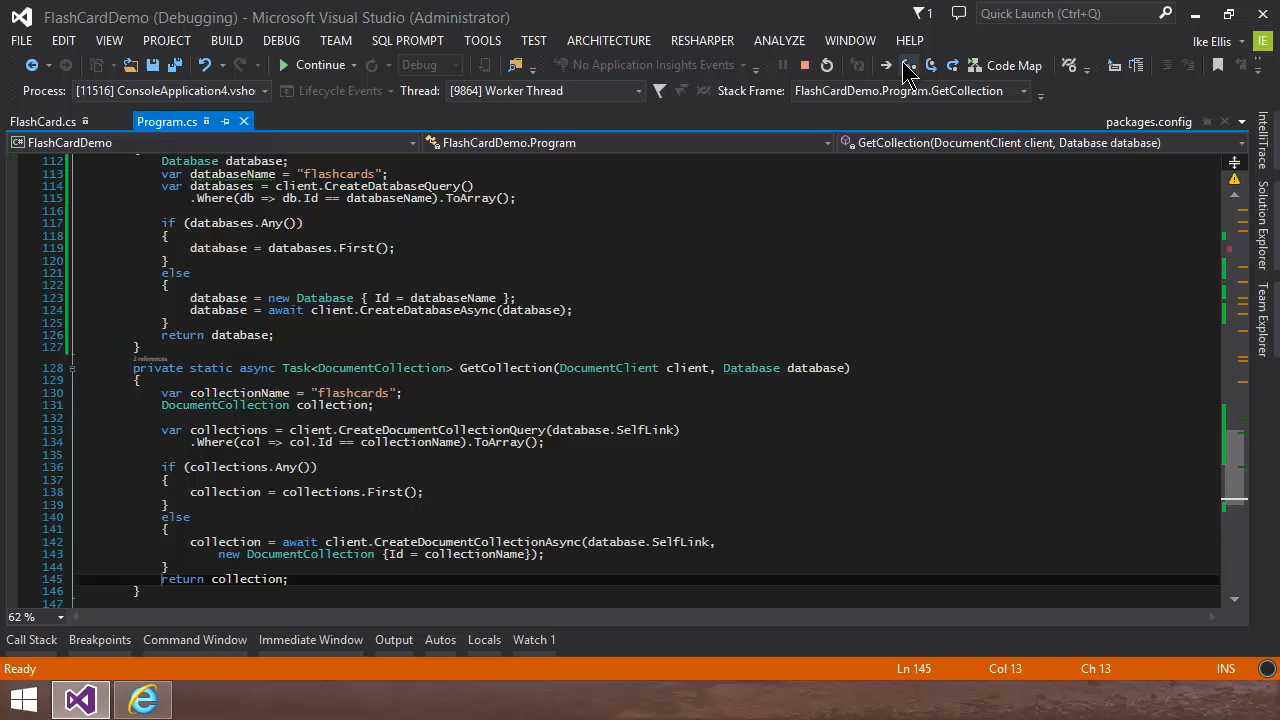 FlashCardDemo (Debugging) - Microsoft Visual Studio (Administrator)
1
Quick Launch (Ctrl+Q)
FILE EDIT VIEW PROJECT BUILD DEBUG TEAM SQL PROMPT TOOLS TEST ARCHITECTURE RESHARPER ANALYZE WINDOW HELP
Ike Ellis
IE
Continue
Debug
No Application Insights Events
Code Map
Process: [11516] ConsoleApplication4.vsho
Lifecycle Events
Thread: [9864] Worker Thread
Stack Frame: FlashCardDemo.Program.GetCollection
FlashCard.cs
Program.cs
packages.config
FlashCardDemo
FlashCardDemo.Program
GetCollection(DocumentClient client, Database database)
112 Database database;
113 var databaseName = "flashcards";
114 var databases = client.CreateDatabaseQuery()
115 .Where(db => db.Id == databaseName).ToArray();
116
117 if (databases.Any())
118 {
119 database = databases.First();
120 }
121 else
122 {
123 database = new Database { Id = databaseName };
124 database = await client.CreateDatabaseAsync(database);
125 }
126 return database;
127 }
2 references
128 private static async Task<DocumentCollection> GetCollection(DocumentClient client, Database database)
129 {
130 var collectionName = "flashcards";
131 DocumentCollection collection;
132
133 var collections = client.CreateDocumentCollectionQuery(database.SelfLink)
134 .Where(col => col.Id == collectionName).ToArray();
135
136 if (collections.Any())
137 {
138 collection = collections.First();
139 }
140 else
141 {
142 collection = await client.CreateDocumentCollectionAsync(database.SelfLink,
143 new DocumentCollection {Id = collectionName});
144 }
145 return collection;
146 }
147
IntelliTrace
Solution Explorer
Team Explorer
62 %
Call Stack Breakpoints Command Window Immediate Window Output Autos Locals Watch 1
Ready
Ln 145
Col 13
Ch 13
INS